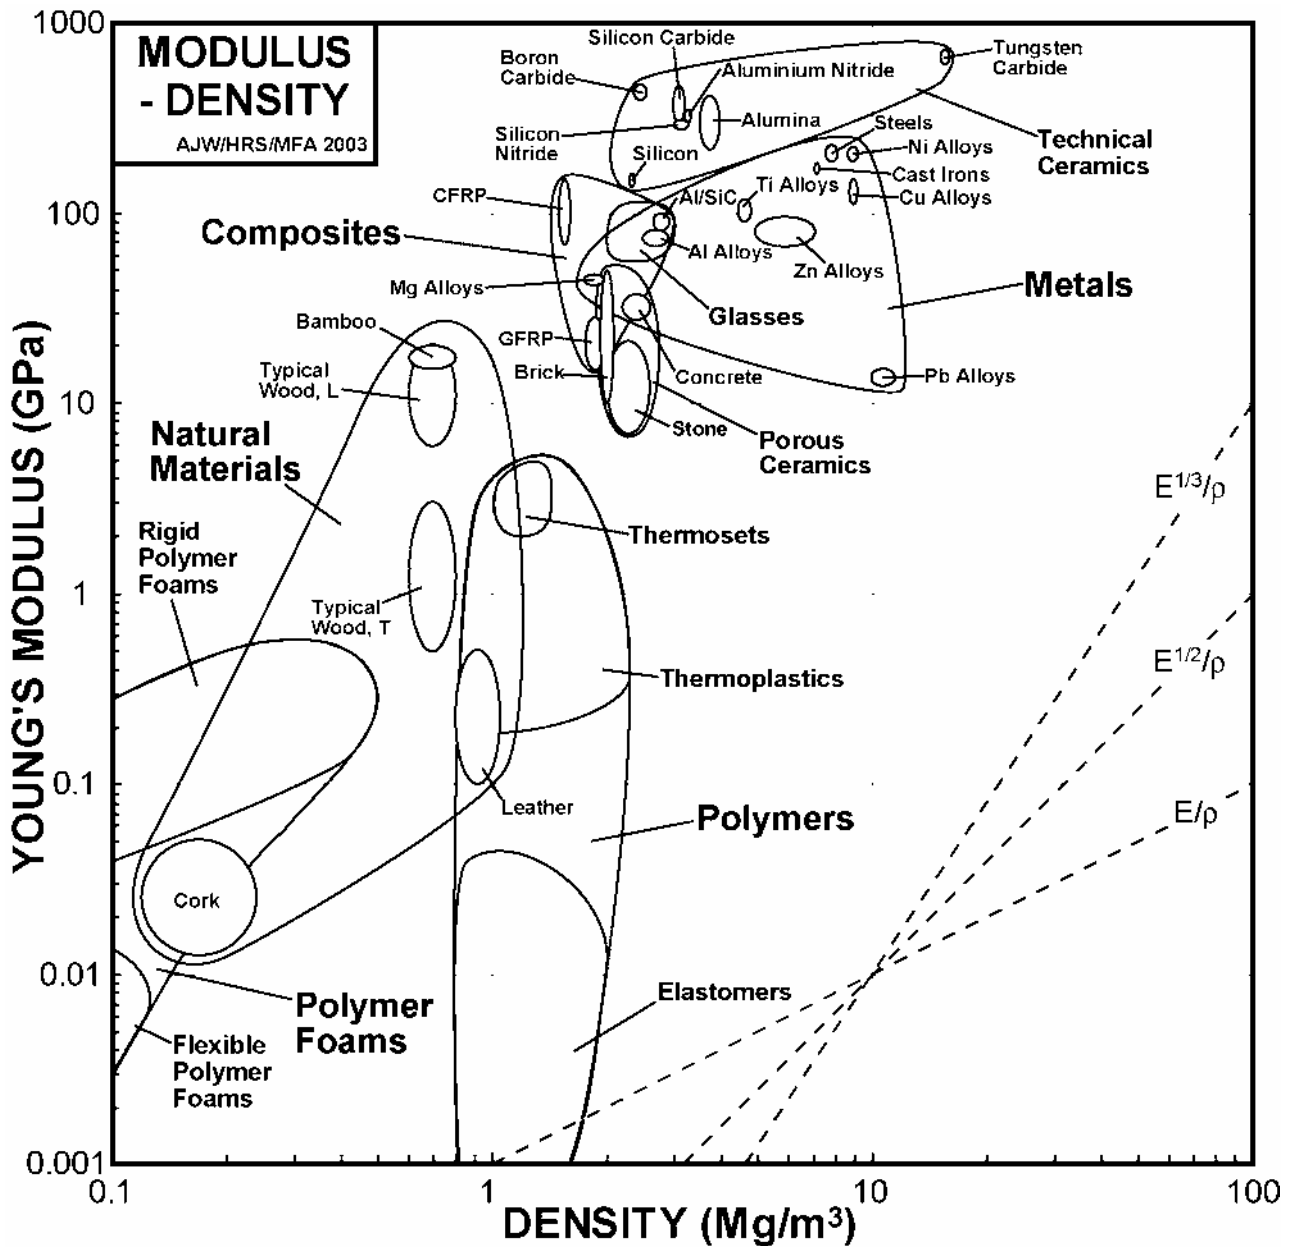 MODULUS
- DENSITY
AJW/HRS/MFA 2003
1000
100
10
1
0.1
0.01
0.001
YOUNG'S MODULUS (GPa)
Silicon Carbide
Boron
Carbide
Aluminium Nitride
Tungsten
Carbide
Silicon
Nitride
Alumina
Technical
Ceramics
Silicon
Steels
Ni Alloys
Cast Irons
Cu Alloys
CFRP
Al/SiC
Ti Alloys
Composites
Al Alloys
Zn Alloys
Mg Alloys
Glasses
Metals
Bamboo
GFRP
Typical
Wood, L
Brick
Concrete
Pb Alloys
Stone
Natural
Materials
Porous
Ceramics
E1/3/ρ
Rigid
Polymer
Foams
Thermosets
Typical
Wood, T
E1/2/ρ
Thermoplastics
Leather
Polymers
E/ρ
Cork
Polymer
Foams
Elastomers
Flexible
Polymer
Foams
0.1
1
10
100
DENSITY (Mg/m3)